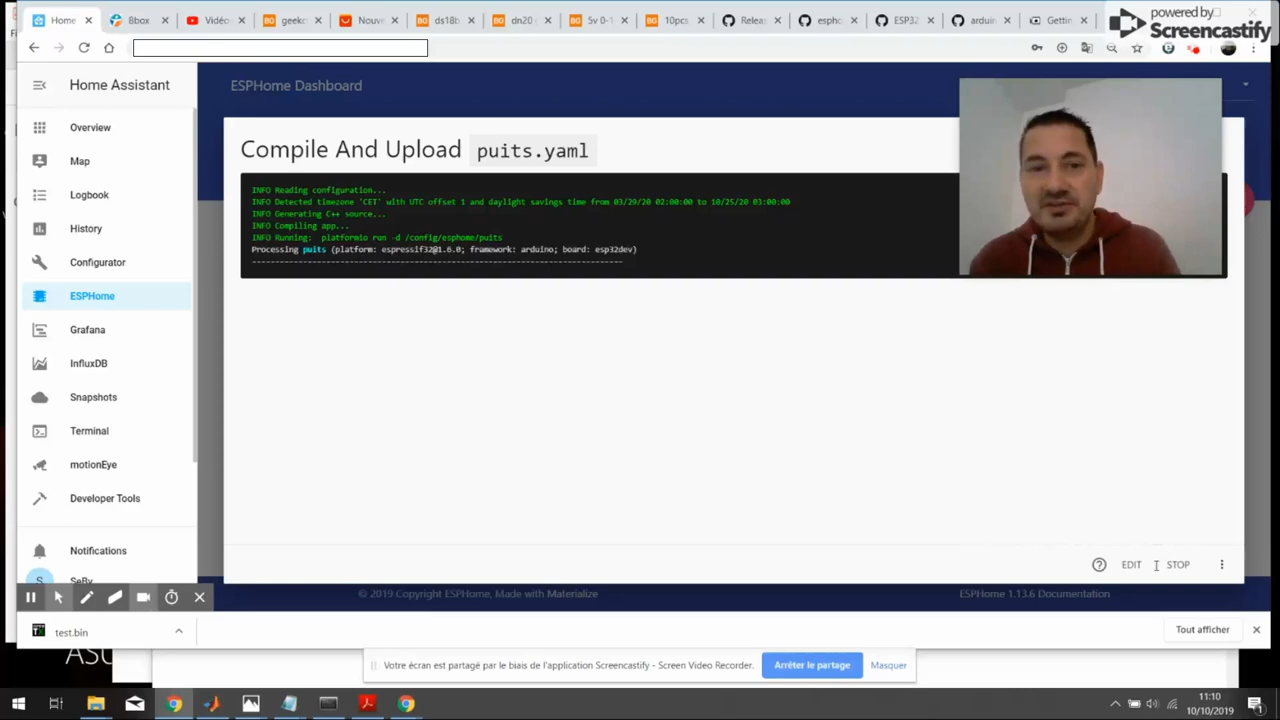 Home
Bbox
Vidéo
geeko
Nouve
ds18b
dn20
5v 0-1
10pcs
Releas
espho
ESP32
arduin
Gettin
powered by
Screencastify
Home Assistant
ESPHome Dashboard
Overview
Map
Logbook
History
Configurator
ESPHome
Grafana
InfluxDB
Snapshots
Terminal
motionEye
Developer Tools
Notifications
S
SeBy
Compile And Upload puits.yaml
INFO Reading configuration...
INFO Detected timezone 'CET' with UTC offset 1 and daylight savings time from 03/29/20 02:00:00 to 10/25/20 03:00:00
INFO Generating C++ source...
INFO Compiling app...
INFO Running: platformio run -d /config/esphome/puits
Processing puits (platform: espressif32@1.6.0; framework: arduino; board: esp32dev)
--------------------------------------------------------------------------------
EDIT
STOP
© 2019 Copyright ESPHome, Made with Materialize
ESPHome 1.13.6 Documentation
test.bin
Tout afficher
Votre écran est partagé par le biais de l'application Screencastify - Screen Video Recorder.
Arrêter le partage
Masquer
11:10
10/10/2019